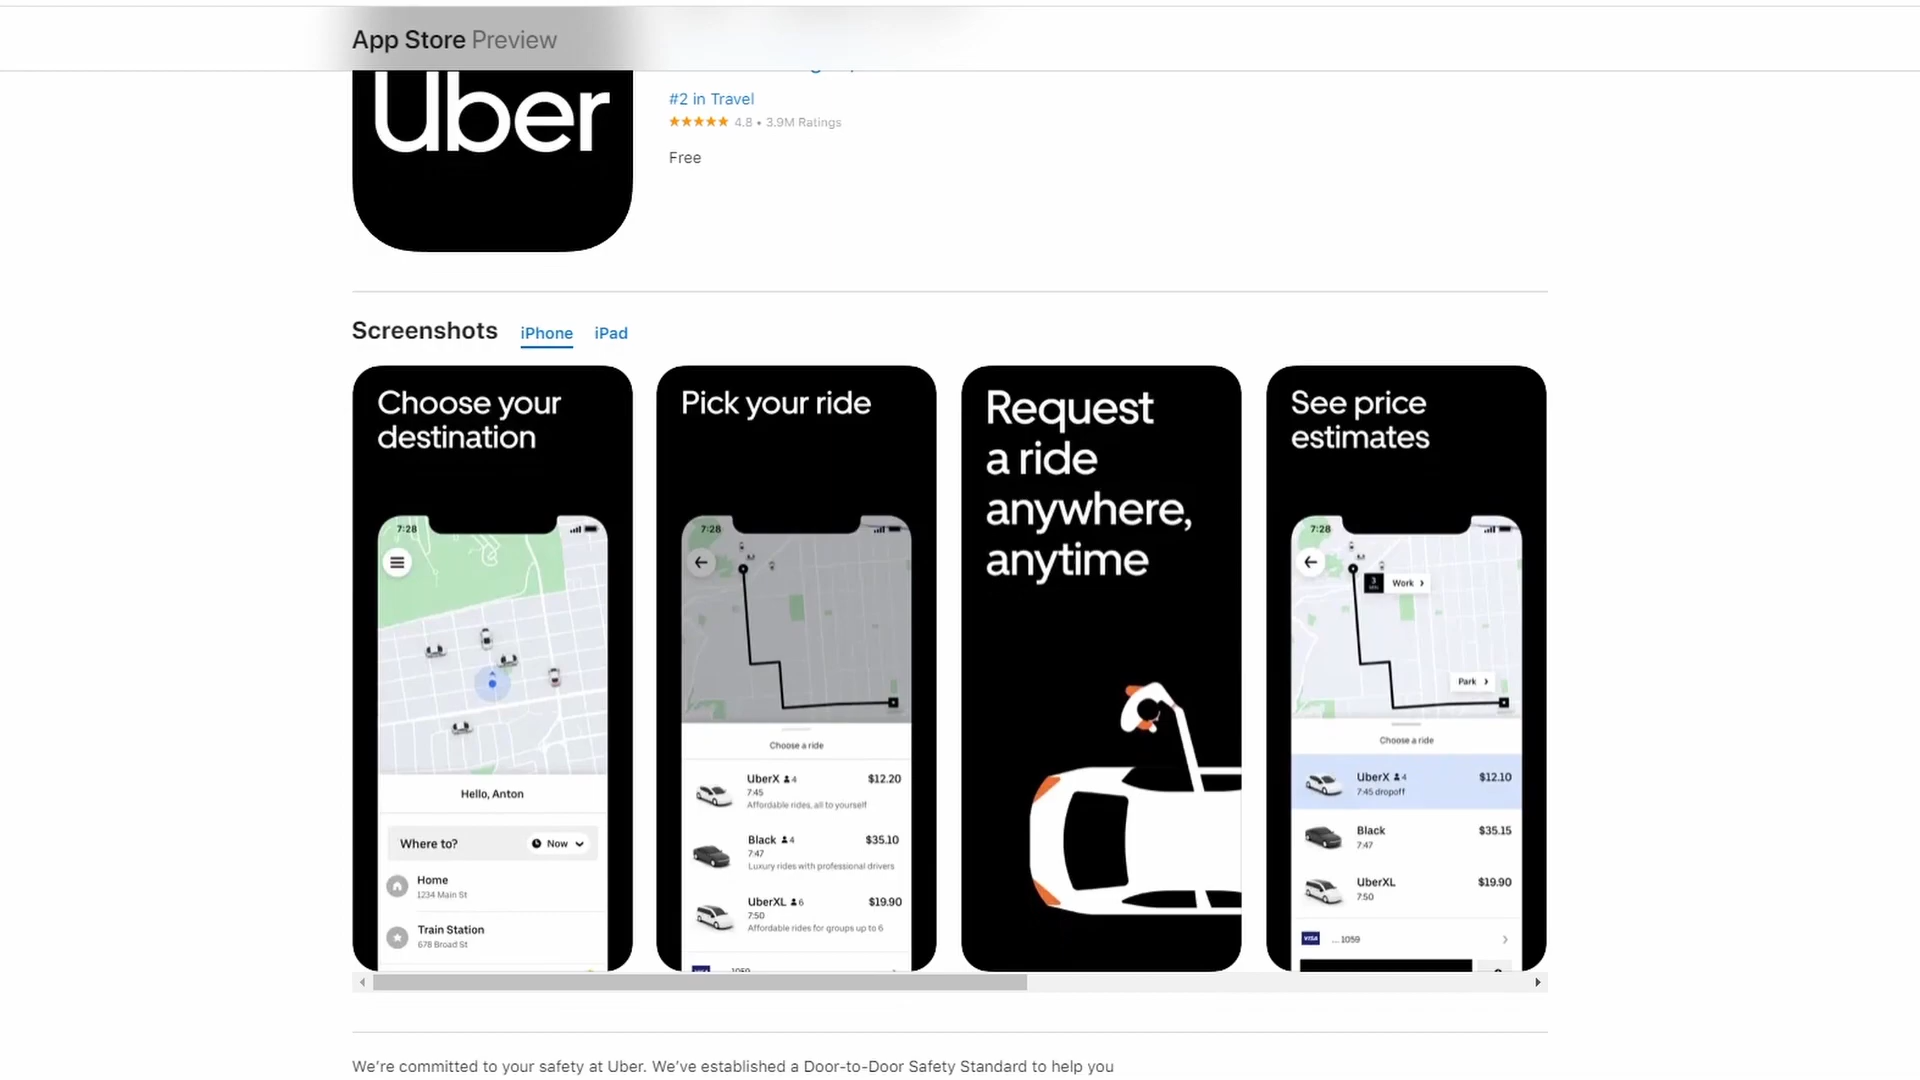 App Store Preview
Uber
#2 in Travel
★★★★★ 4.8 • 3.9M Ratings
Free
Screenshots iPhone iPad
Choose your
destination
7:28
Hello, Anton
Where to? Now
Home
1234 Main St
Train Station
678 Broad St
Pick your ride
7:28
Choose a ride
UberX 4 $12.20
7:45
Affordable rides, all to yourself
Black 4 $35.10
7:47
Luxury rides with professional drivers
UberXL 6 $19.90
7:50
Affordable rides for groups up to 6
Request
a ride
anywhere,
anytime
See price
estimates
7:28
3 Work >
Park >
Choose a ride
UberX 4 $12.10
7:45 dropoff
Black $35.15
7:47
UberXL $19.90
7:50
VISA ...1059
We're committed to your safety at Uber. We've established a Door-to-Door Safety Standard to help you